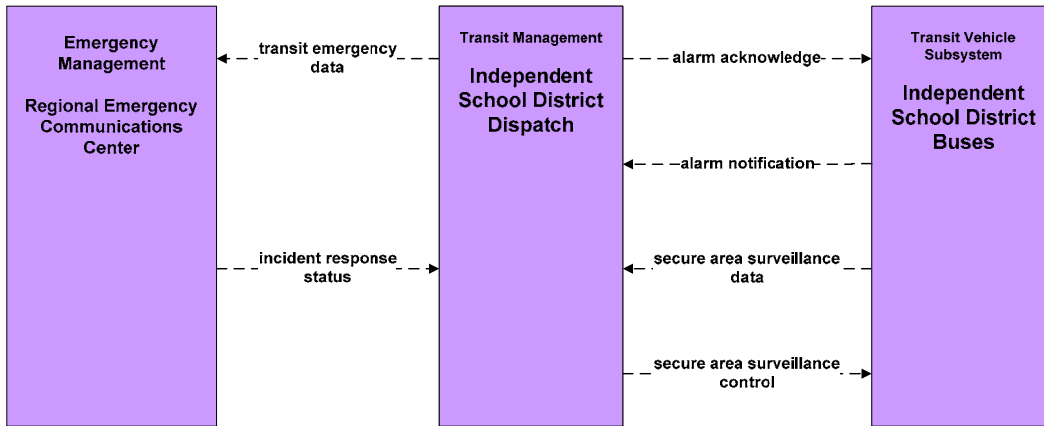 Emergency
Management
Regional Emergency
Communications
Center
transit emergency
data
incident response
status
Transit Management
Independent
School District
Dispatch
alarm acknowledge
alarm notification
secure area surveillance
data
secure area surveillance
control
Transit Vehicle
Subsystem
Independent
School District
Buses